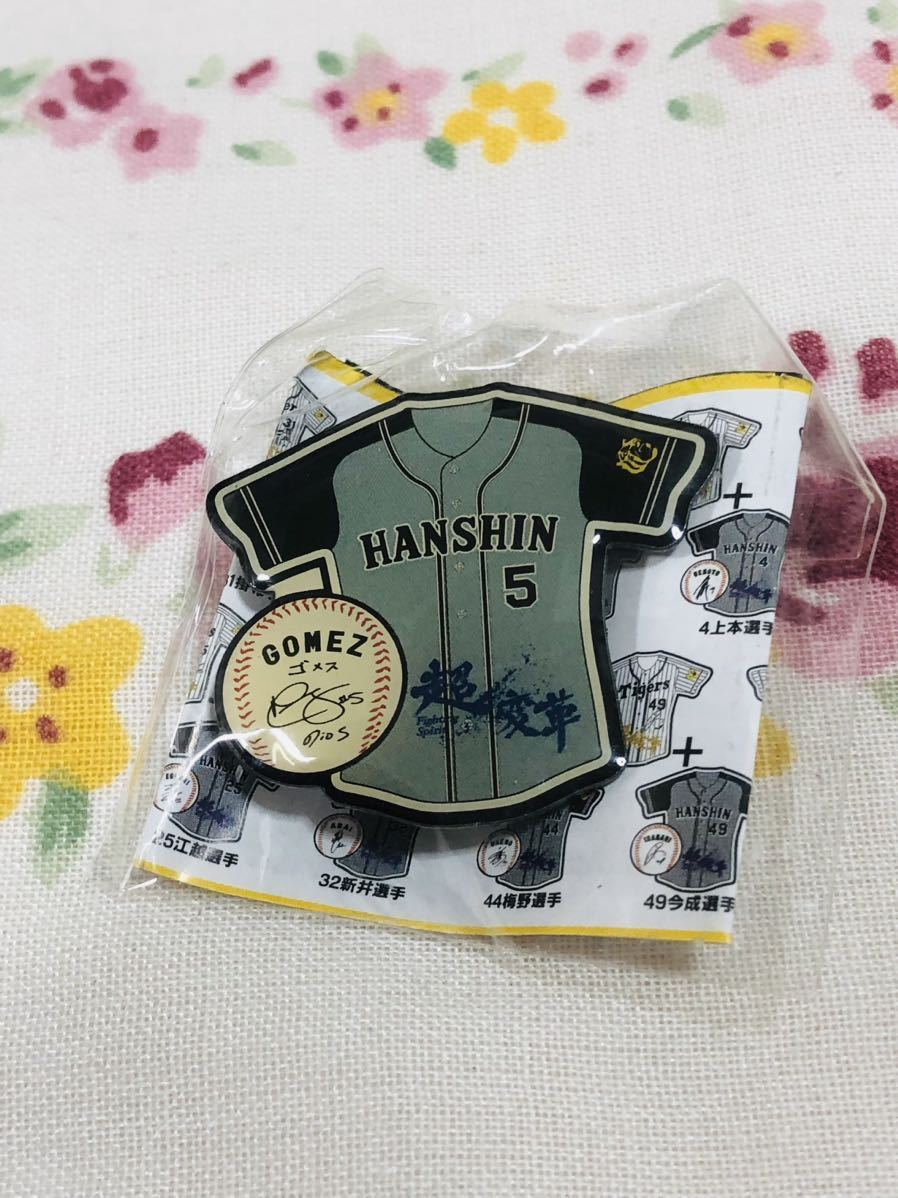 HANSHIN
5
GOMEZ
ゴメス
超変革
Fighting
Spirit
HANSHIN
4
4上本選手
Tigers
49
25江越選手
ARAI
32新井選手
44
44梅野選手
HANSHIN
49
49今成選手